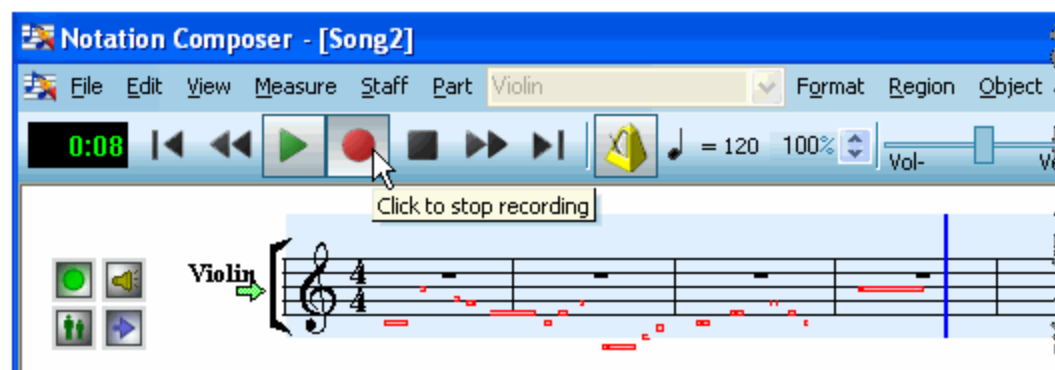 Notation Composer - [Song2]
File Edit View Measure Staff Part Violin Format Region Object
0:08 = 120 100% Vol-
Click to stop recording
Violin
4
4